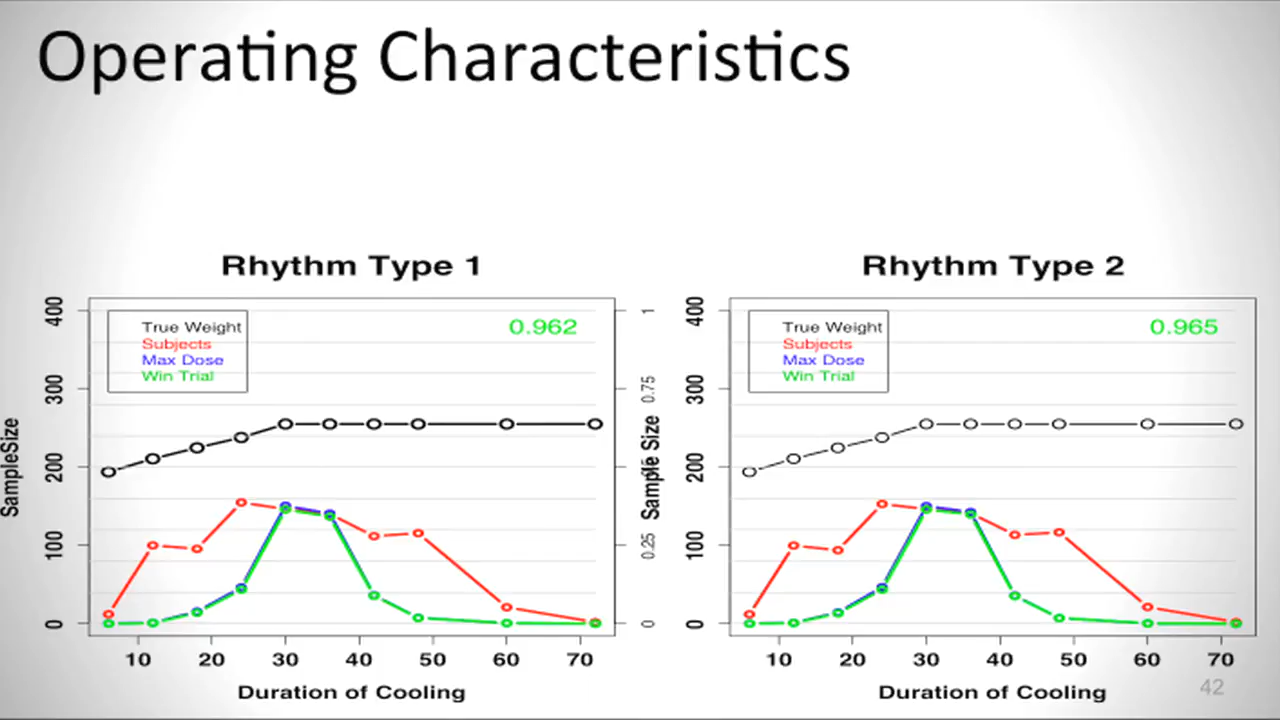 Operating Characteristics
Rhythm Type 1
0.962
True Weight
Subjects
Max Dose
Win Trial
SampleSize
400
300
200
100
0
1
0.75
0.25
0
10 20 30 40 50 60 70
Duration of Cooling
Rhythm Type 2
0.965
True Weight
Subjects
Max Dose
Win Trial
Sample Size
400
300
200
100
0
10 20 30 40 50 60 70
Duration of Cooling
42